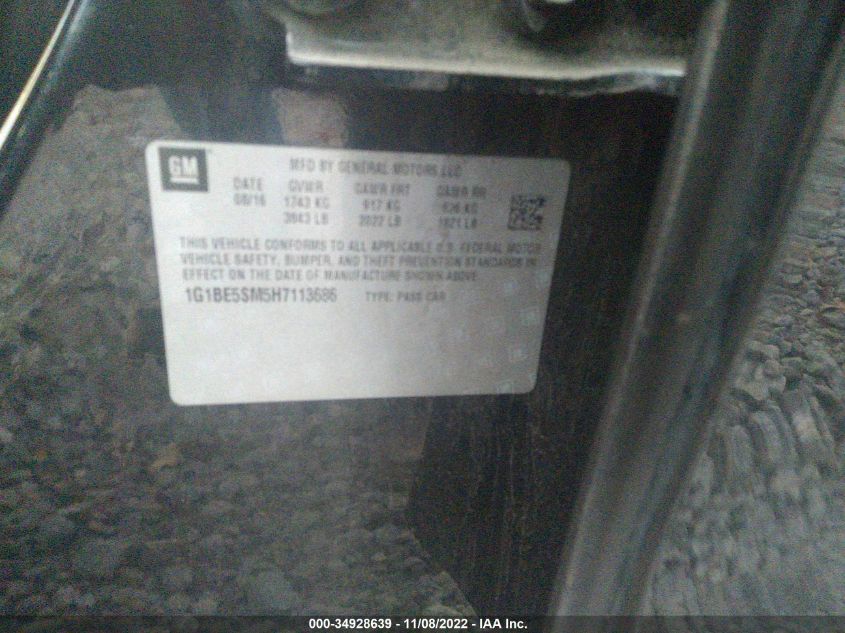 GM
MFD BY GENERAL MOTORS LLC
DATE GVWR GAWR FRT GAWR RR
08/16 1743 KG 917 KG 826 KG
3843 LB 2022 LB 1821 LB
THIS VEHICLE CONFORMS TO ALL APPLICABLE U.S. FEDERAL MOTOR
VEHICLE SAFETY, BUMPER, AND THEFT PREVENTION STANDARDS IN
EFFECT ON THE DATE OF MANUFACTURE SHOWN ABOVE.
1G1BE5SM5H7113686 TYPE: PASS CAR
000-34928639 - 11/08/2022 - IAA Inc.